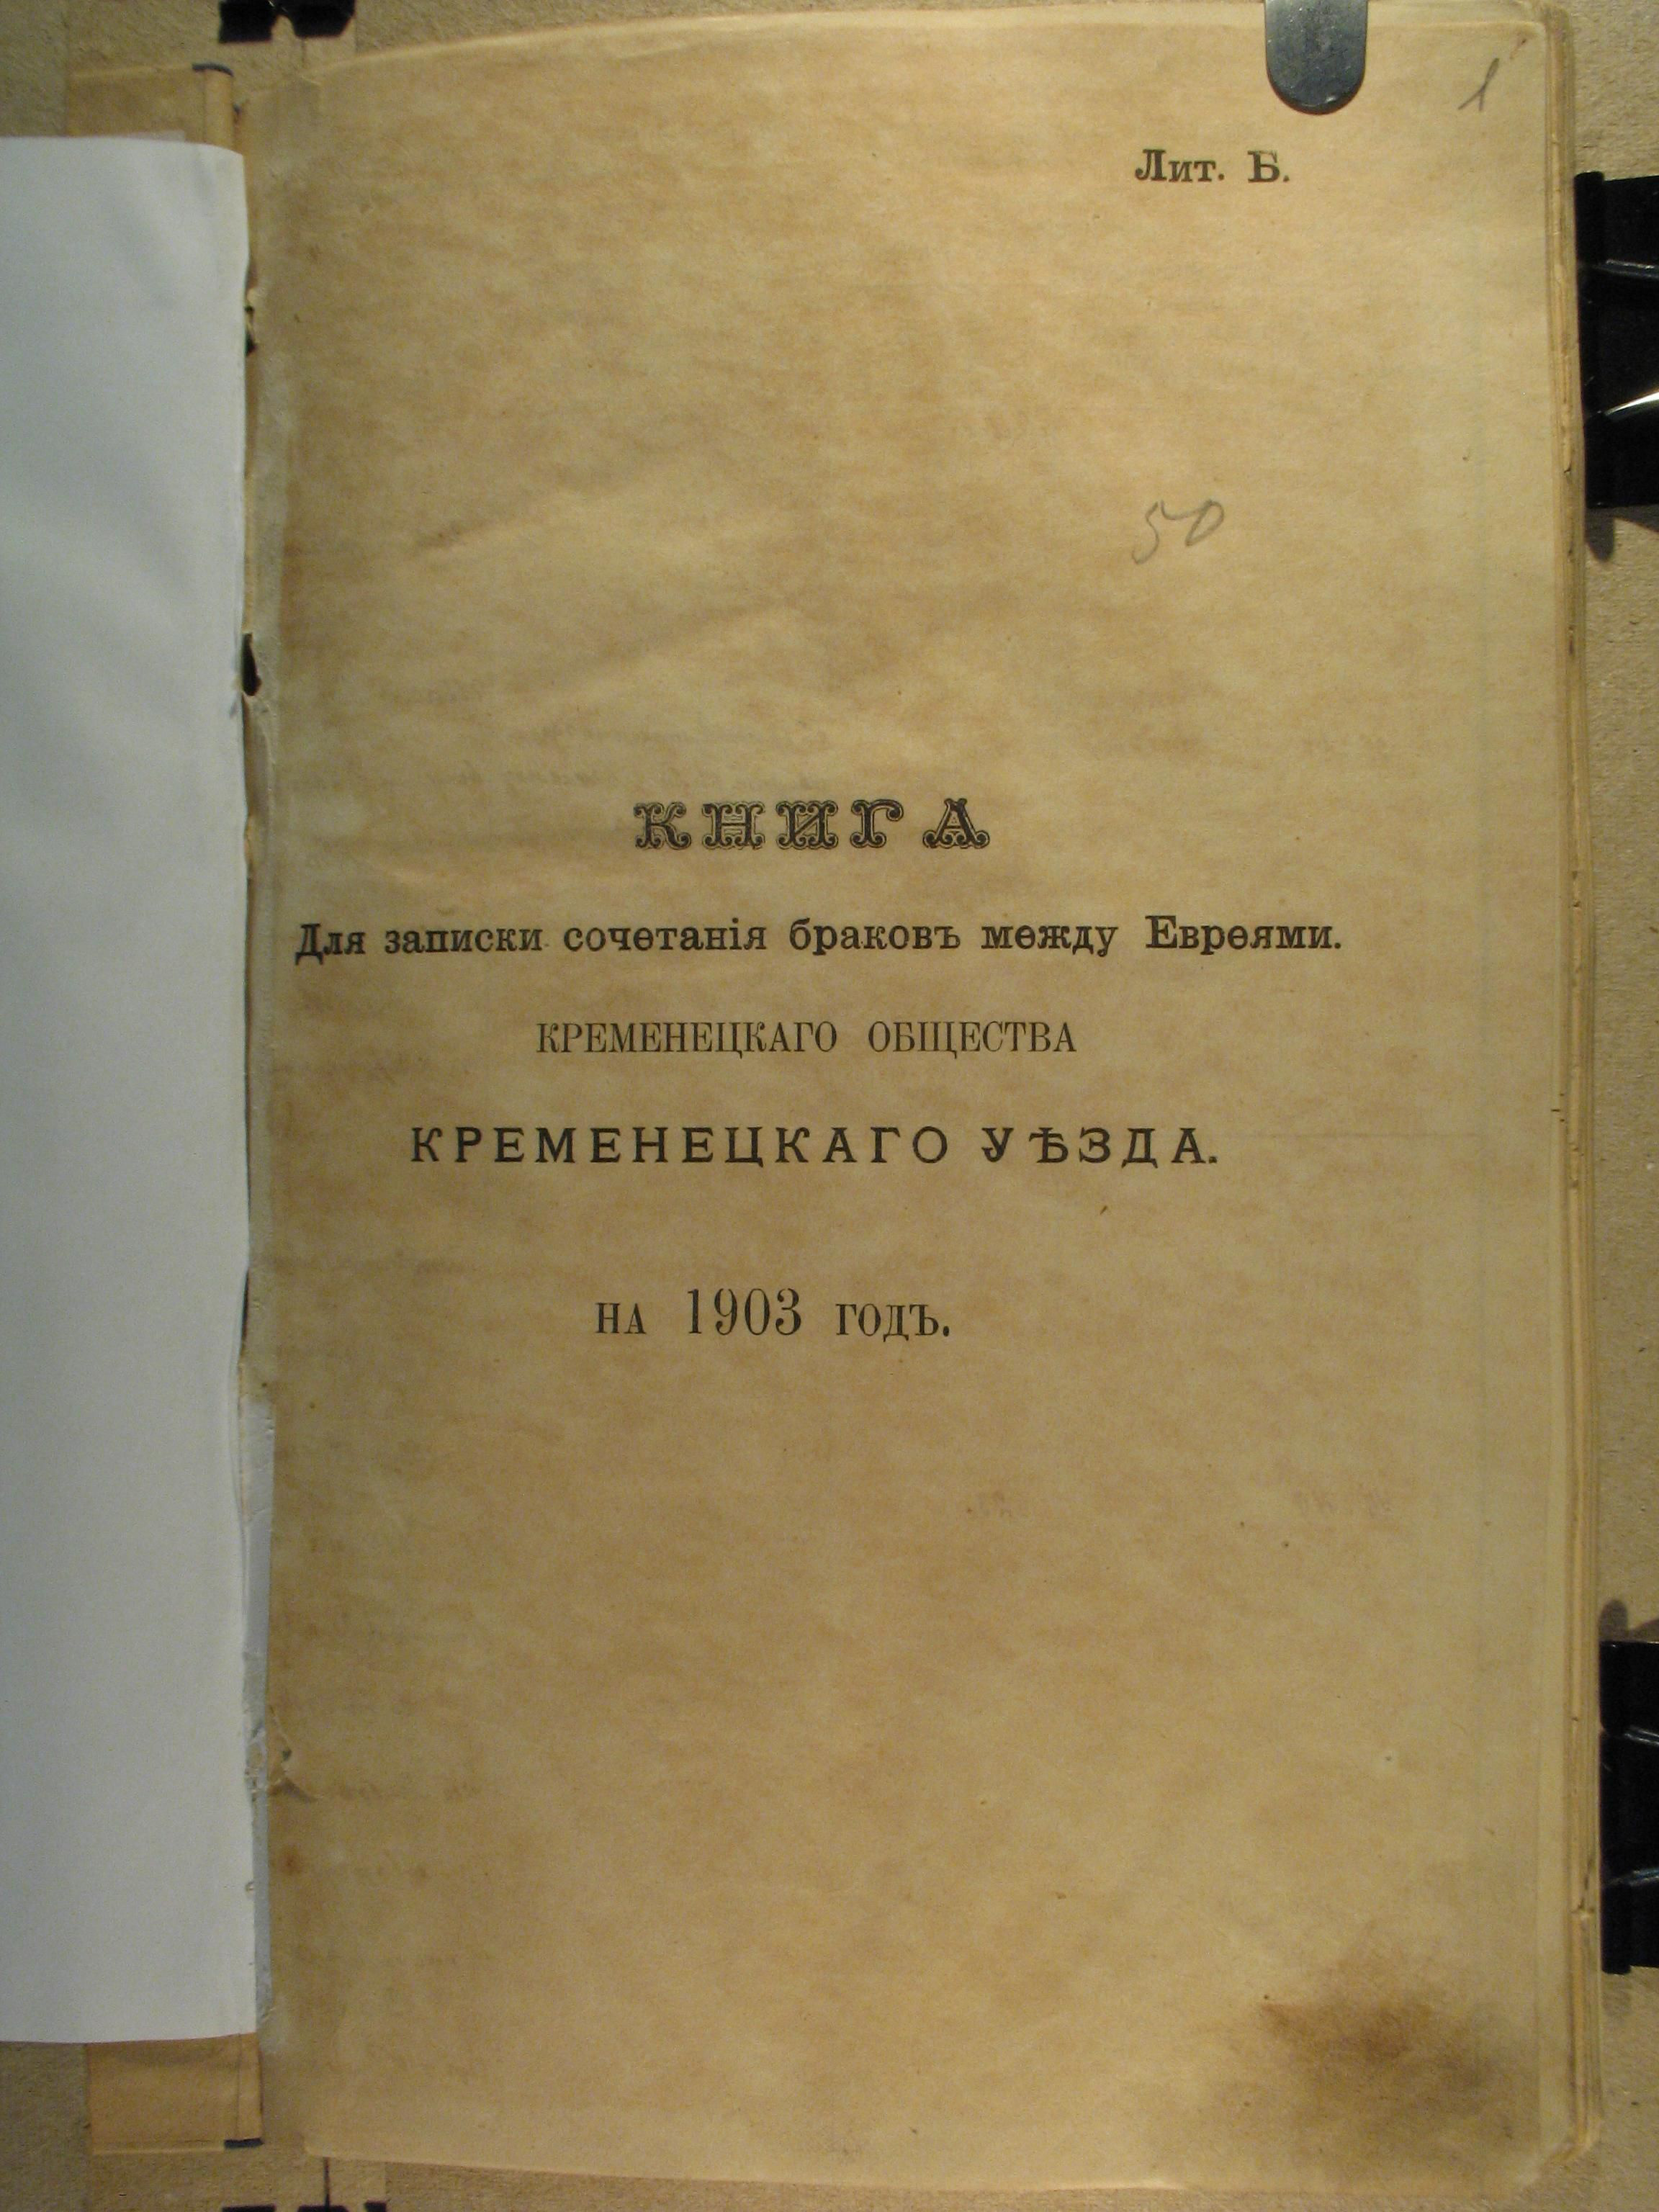 1
Лит. Б.
50
КНИГА
Для записки сочетанія браковъ между Евреями.
КРЕМЕНЕЦКАГО ОБЩЕСТВА
КРЕМЕНЕЦКАГО УѢЗДА.
НА 1903 ГОДЪ.